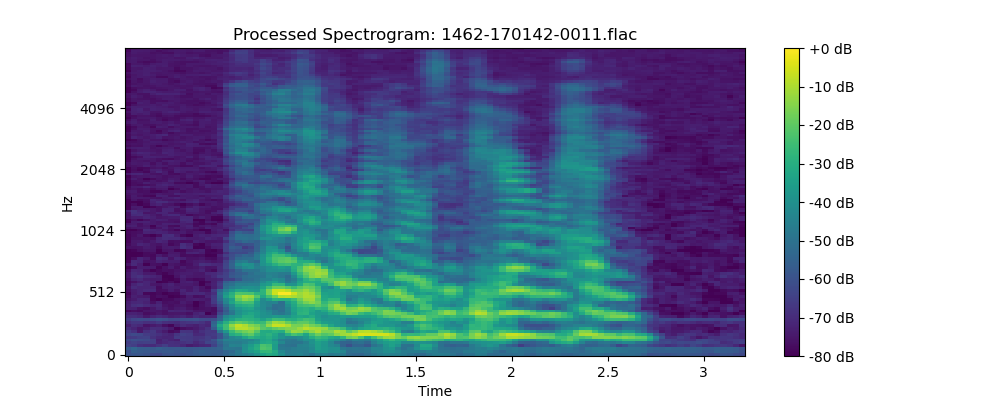 Processed Spectrogram: 1462-170142-0011.flac
Hz
4096
2048
1024
512
0
0
0.5
1
1.5
2
2.5
3
Time
+0 dB
-10 dB
-20 dB
-30 dB
-40 dB
-50 dB
-60 dB
-70 dB
-80 dB